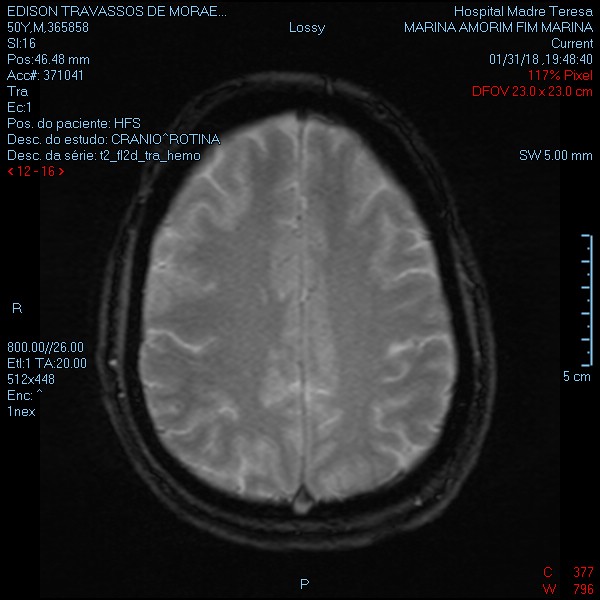 EDISON TRAVASSOS DE MORAE...
50Y,M,365858
Sl:16
Pos:46.48 mm
Acc#: 371041
Tra
Ec:1
Pos. do paciente: HFS
Desc. do estudo: CRANIO^ROTINA
Desc. da série: t2_fl2d_tra_hemo
< 12 - 16 >
Lossy
Hospital Madre Teresa
MARINA AMORIM FIM MARINA
Current
01/31/18 ,19:48:40
117% Pixel
DFOV 23.0 x 23.0 cm
SW 5.00 mm
R
5 cm
800.00//26.00
Etl:1 TA:20.00
512x448
Enc: ^
1nex
P
C 377
W 796